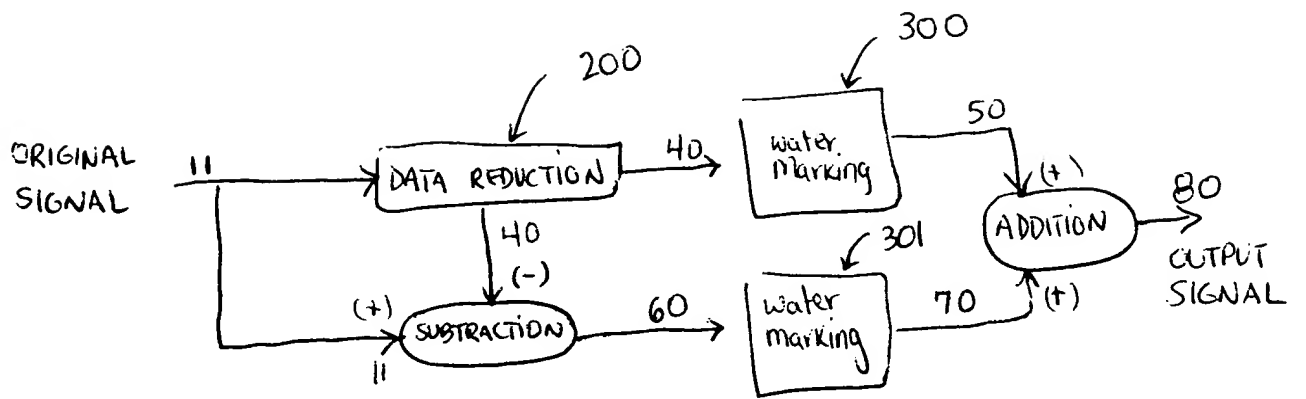 300
200
50
ORIGINAL
SIGNAL
11
DATA REDUCTION
40
water
Marking
(+)
80
ADDITION
OUTPUT
SIGNAL
40
(-)
301
(+)
SUBTRACTION
11
60
water
marking
70
(+)